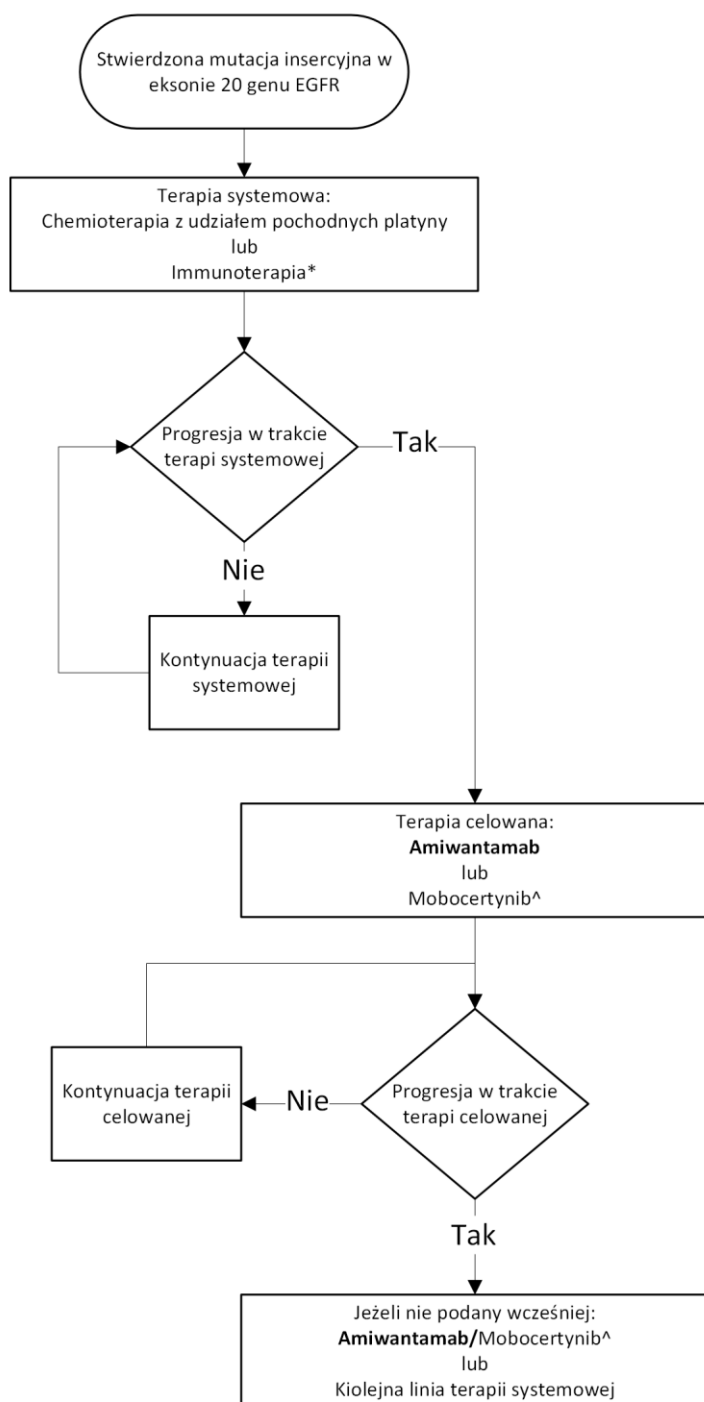 Stwierdzona mutacja insercyjna w
eksonie 20 genu EGFR
Terapia systemowa:
Chemioterapia z udziałem pochodnych platyny
lub
Immunoterapia*
Progresja w trakcie
terapi systemowej
Tak
Nie
Kontynuacja terapii
systemowej
Terapia celowana:
Amiwantamab
lub
Mobocertynib^
Kontynuacja terapii
celowanej
Nie
Progresja w trakcie
terapi celowanej
Tak
Jeżeli nie podany wcześniej:
Amiwantamab/Mobocertynib^
lub
Kiolejna linia terapii systemowej